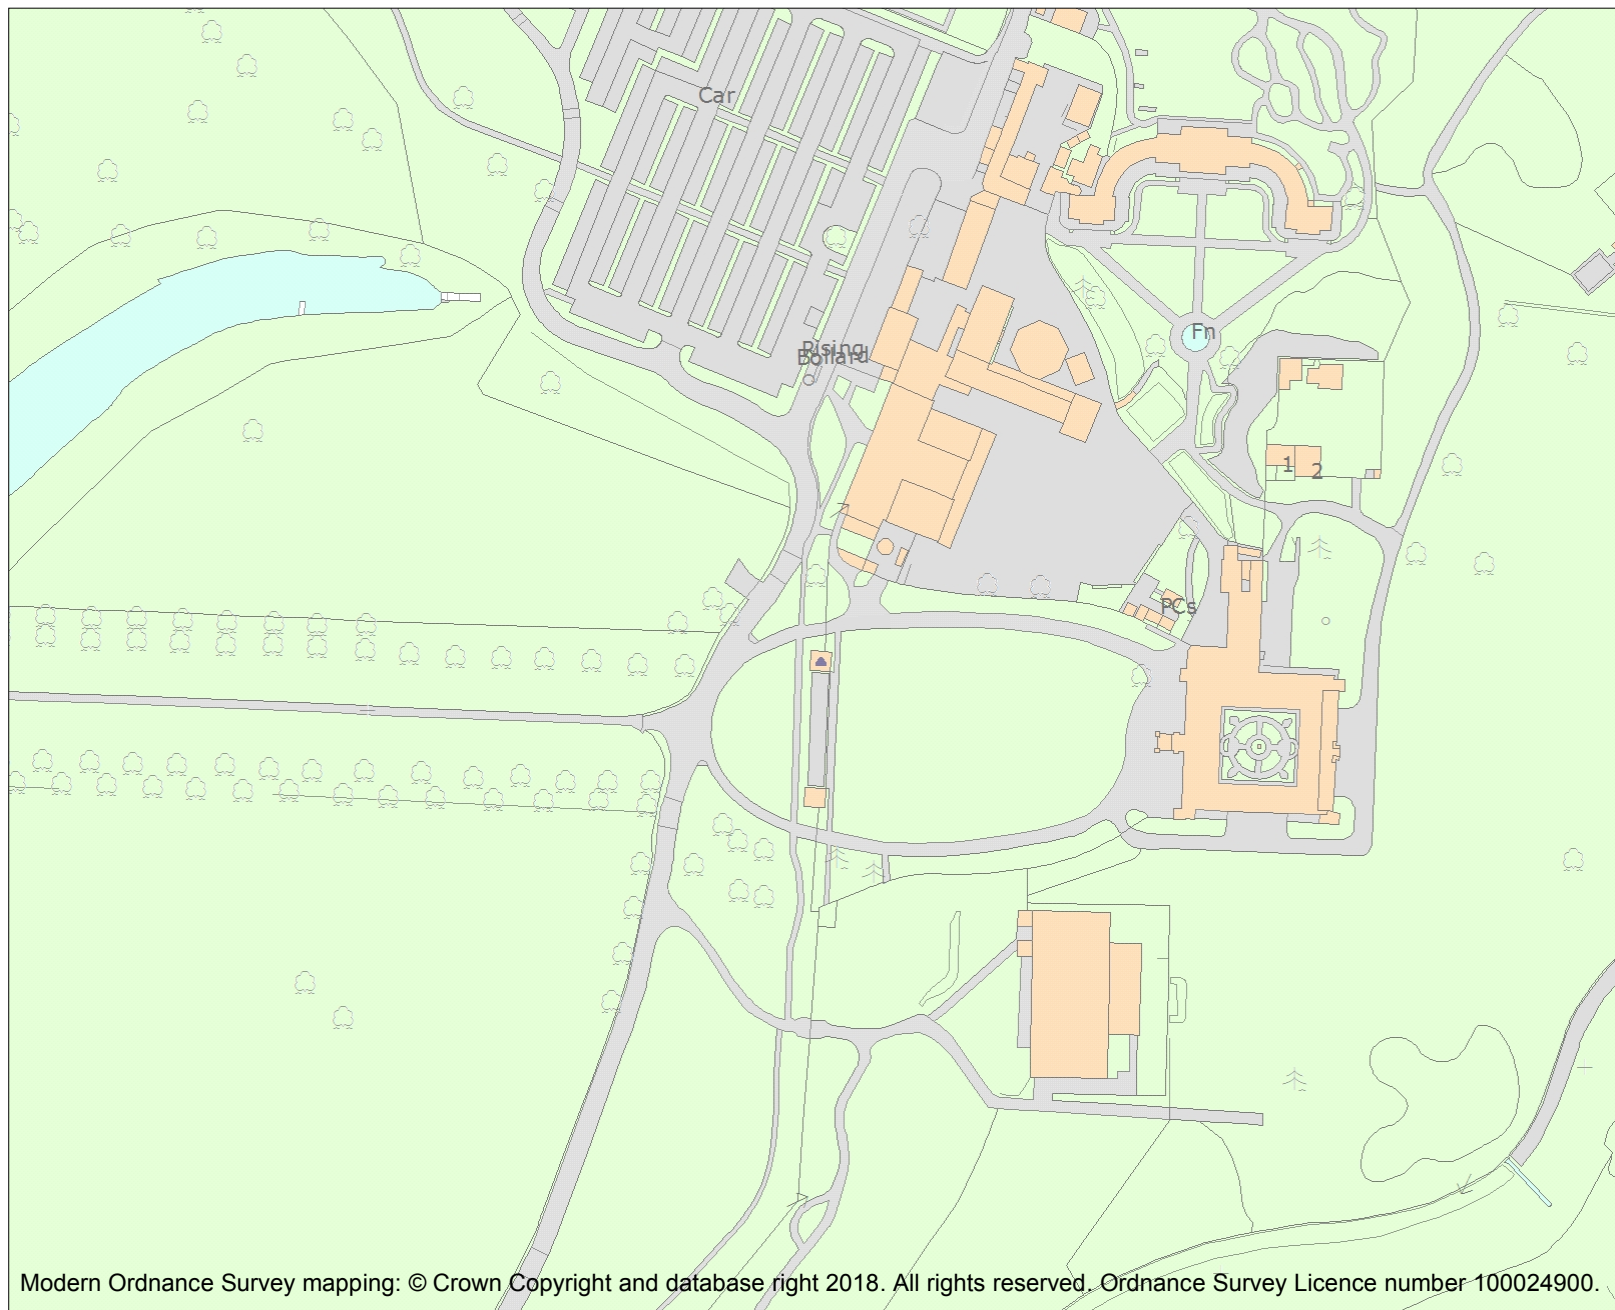 Car
Fn
Rising
Bollard
1
2
PCs
Modern Ordnance Survey mapping: © Crown Copyright and database right 2018. All rights reserved. Ordnance Survey Licence number 100024900.